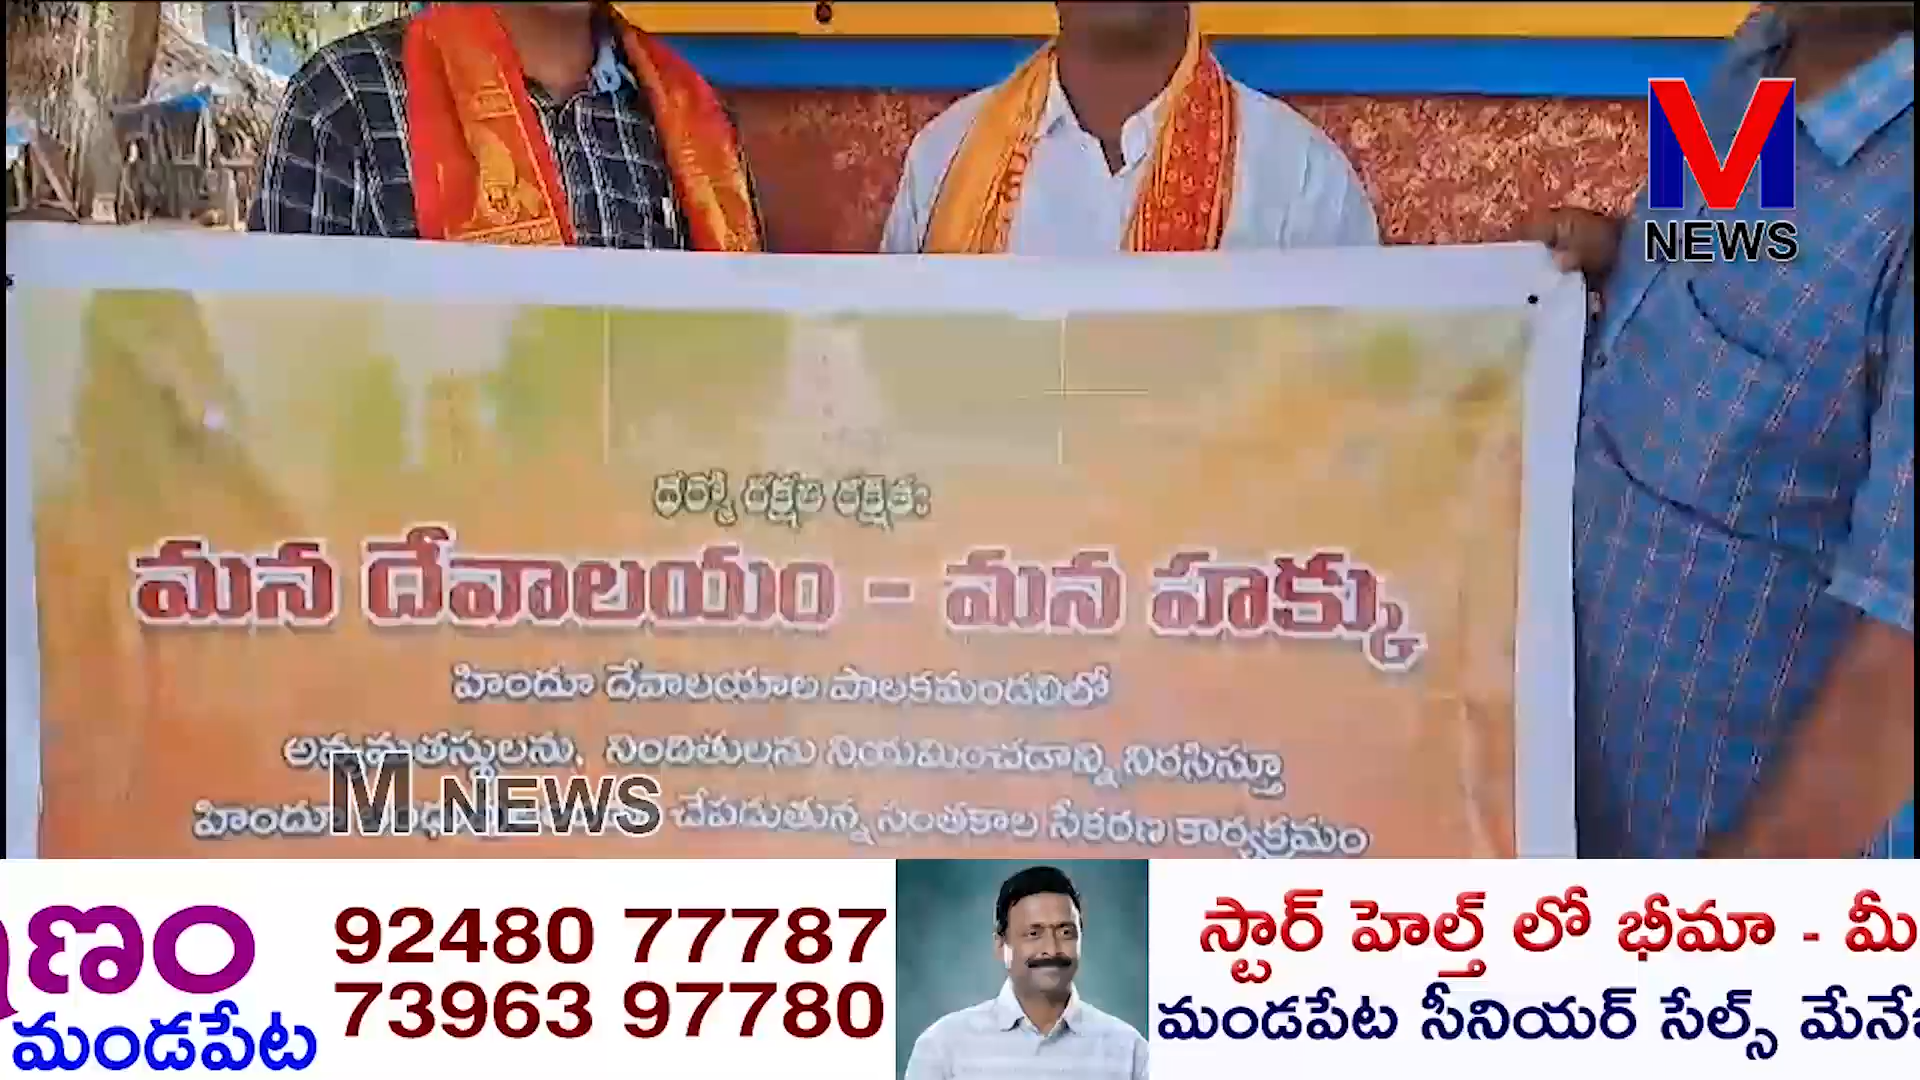 M
NEWS
ధర్మో రక్షతి రక్షితః
మన దేవాలయం - మన హక్కు
హిందూ దేవాలయాల పాలకమండలిలో
అన్యమతస్తులను, నిందితులను నియమించడాన్ని నిరసిస్తూ
హిందూ చేపడుతున్న సంతకాల సేకరణ కార్యక్రమం
M NEWS
ణం
మండపేట
92480 77787
73963 97780
స్టార్ హెల్త్ లో భీమా - మీ
మండపేట సీనియర్ సేల్స్ మేనే